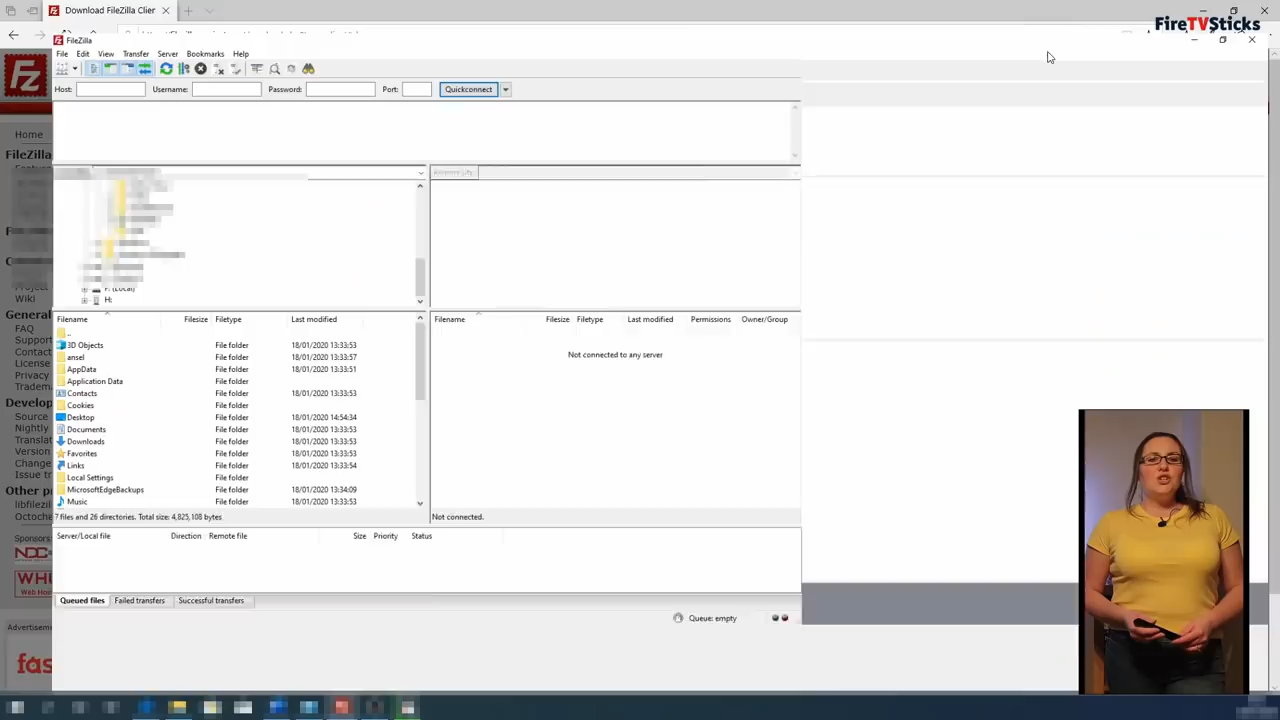 Download FileZilla Clier
FireTVSticks
FileZilla
File Edit View Transfer Server Bookmarks Help
Host: Username: Password: Port: Quickconnect
Fz
Home
FileZilla
H:
Project
Wiki
General
FAQ
Support
Contact
License
Privacy
Tradem
Develop
Source
Nightly
Translat
Version
Change
Issue tr
Other p
libfilezil
Octoche
Sponsors:
NDC
WHU
Web Hos
Advertiseme
fas
Filename Filesize Filetype Last modified
..
3D Objects File folder 18/01/2020 13:33:53
ansel File folder 18/01/2020 13:33:57
AppData File folder 18/01/2020 13:33:51
Application Data File folder
Contacts File folder 18/01/2020 13:33:53
Cookies File folder
Desktop File folder 18/01/2020 14:54:34
Documents File folder 18/01/2020 13:33:53
Downloads File folder 18/01/2020 13:33:53
Favorites File folder 18/01/2020 13:33:53
Links File folder 18/01/2020 13:33:54
Local Settings File folder
MicrosoftEdgeBackups File folder 18/01/2020 13:34:09
Music File folder 18/01/2020 13:33:53
7 files and 26 directories. Total size: 4,825,108 bytes
Filename Filesize Filetype Last modified Permissions Owner/Group
Not connected to any server
Not connected.
Server/Local file Direction Remote file Size Priority Status
Queued files Failed transfers Successful transfers
Queue: empty